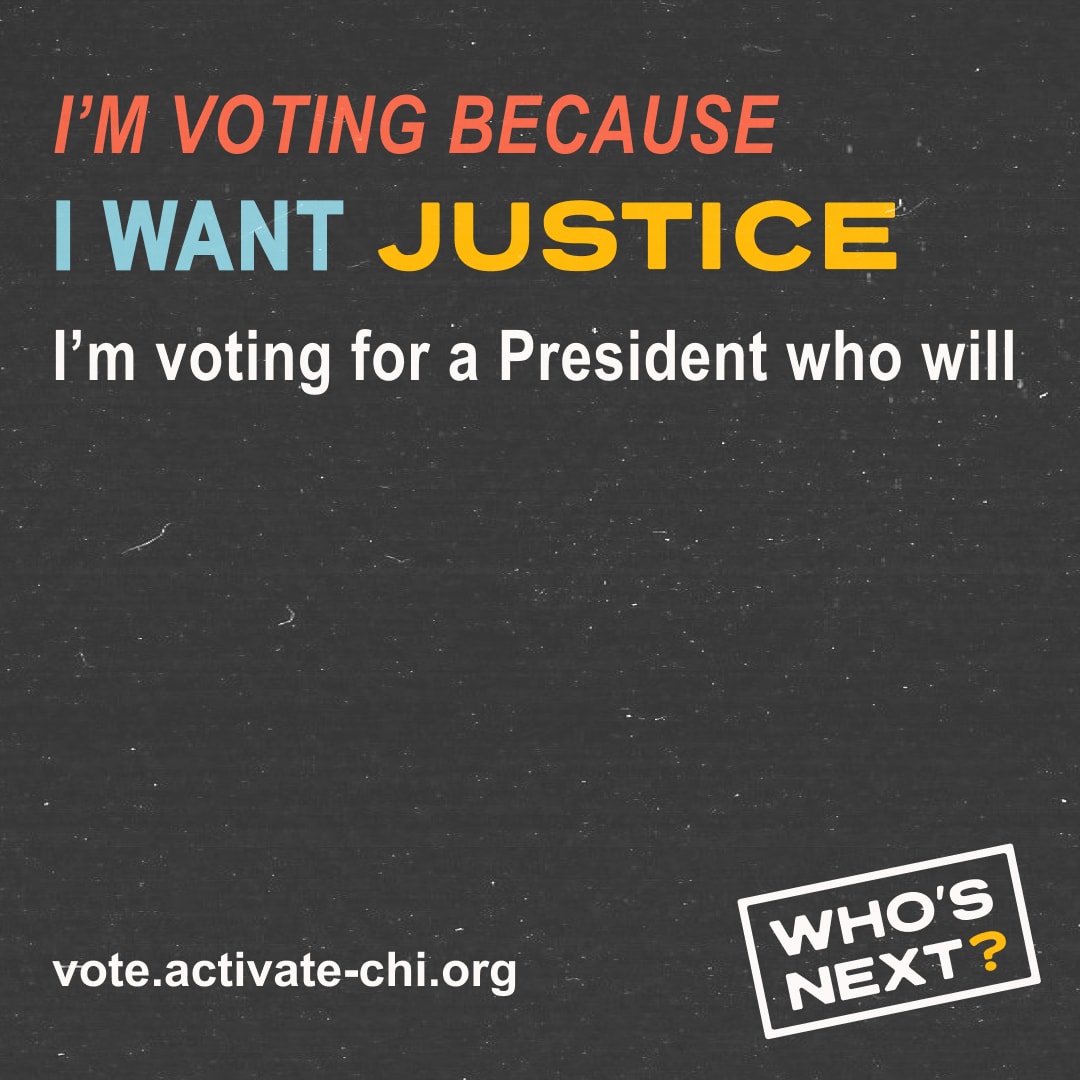 I’M VOTING BECAUSE
I WANT JUSTICE
I’m voting for a President who will
vote.activate-chi.org
WHO’S
NEXT?